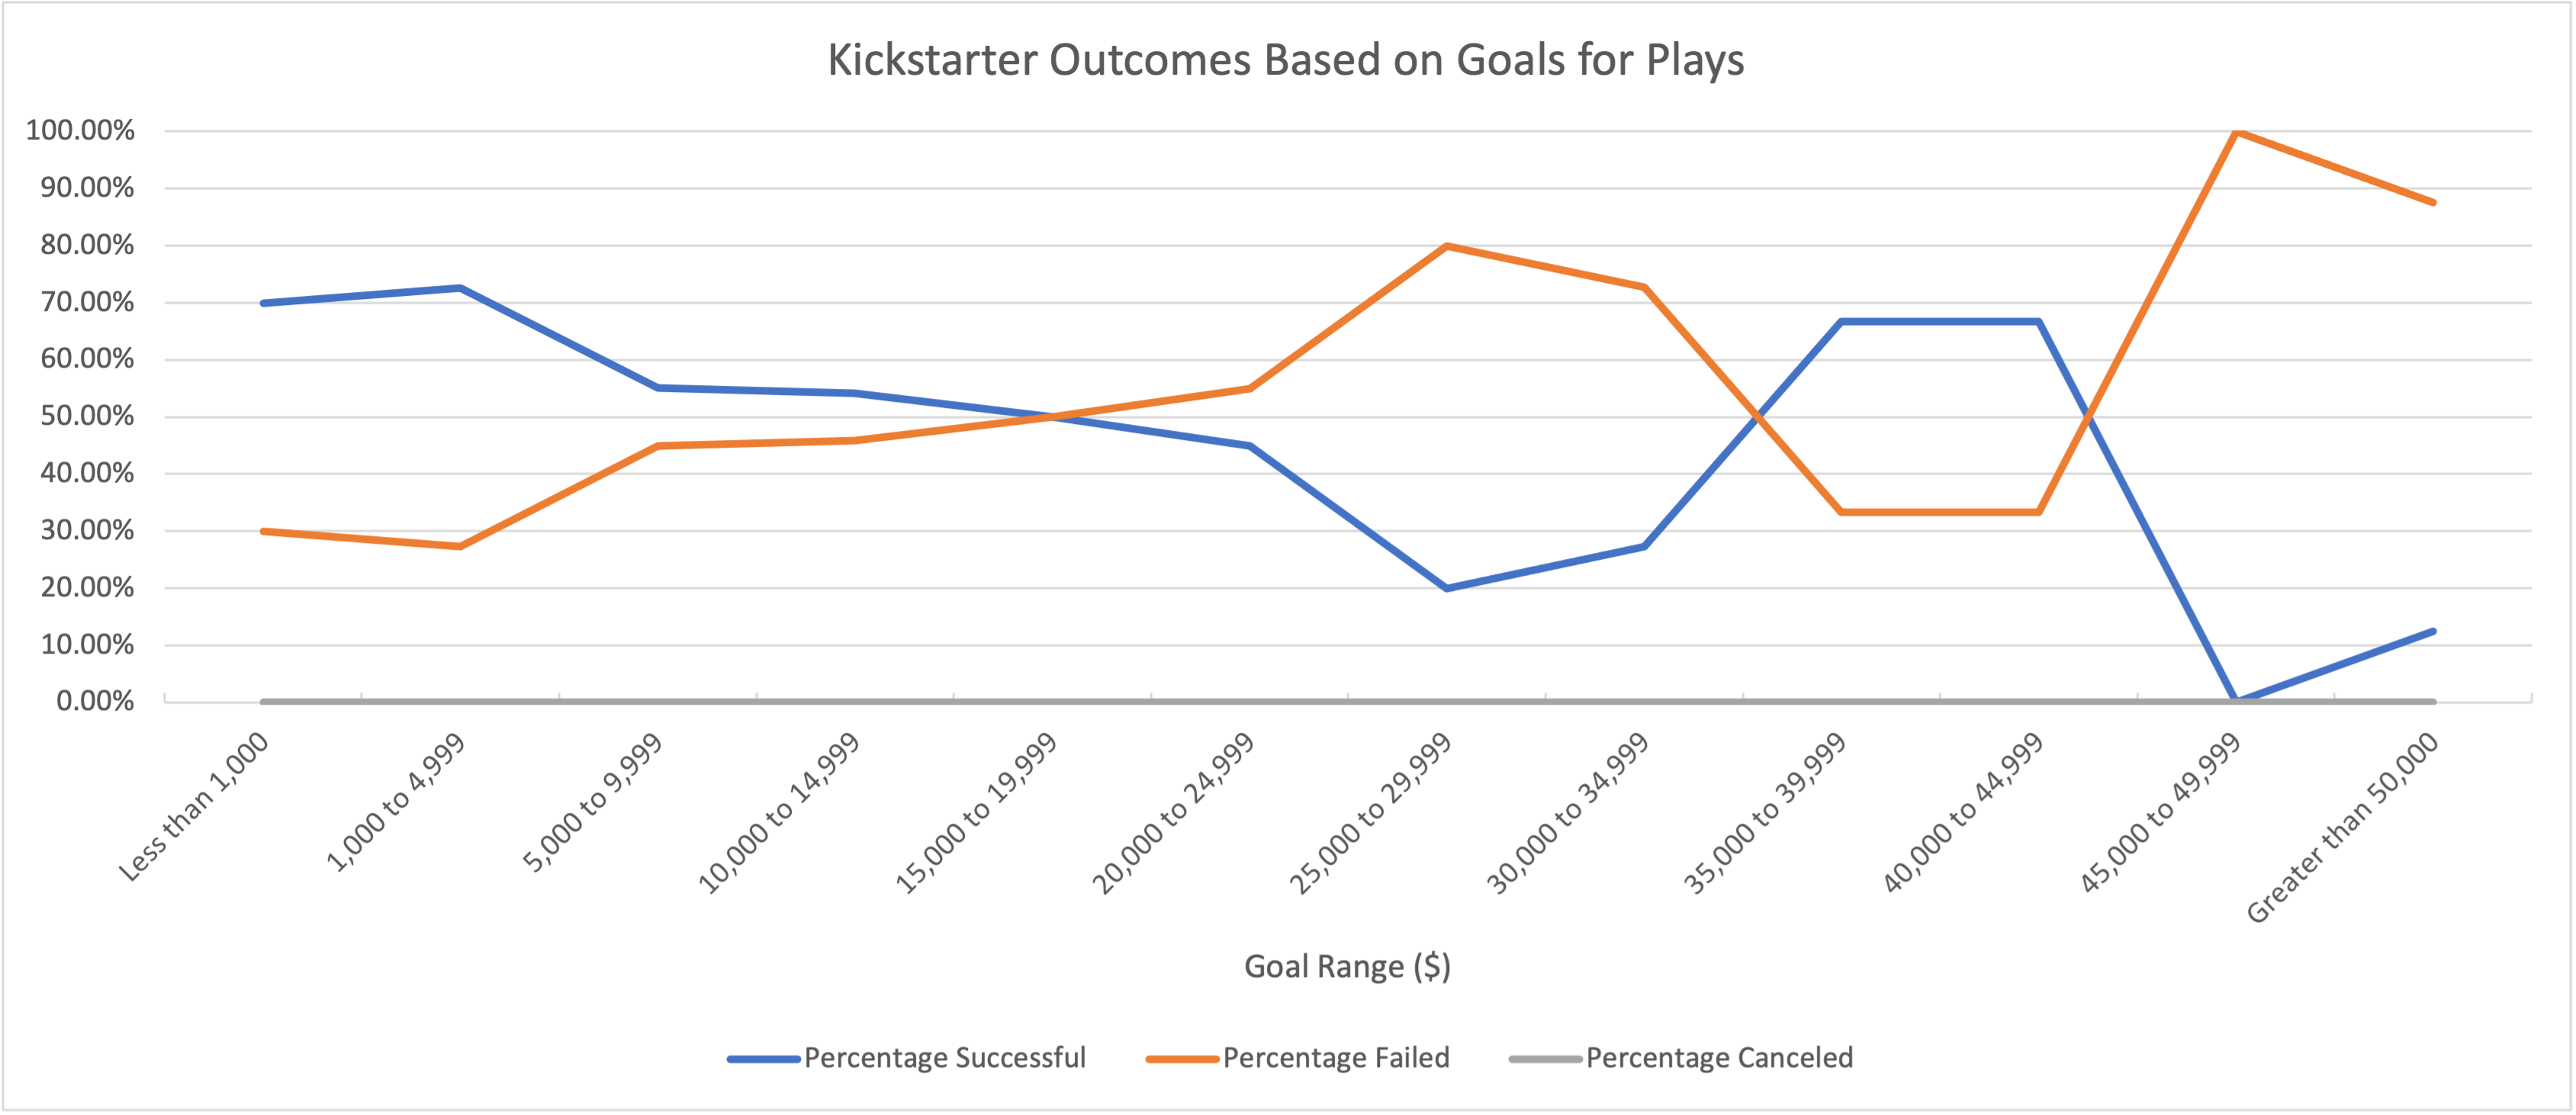 Kickstarter Outcomes Based on Goals for Plays
100.00%
90.00%
80.00%
70.00%
60.00%
50.00%
40.00%
30.00%
20.00%
10.00%
0.00%
Less than 1,000
1,000 to 4,999
5,000 to 9,999
10,000 to 14,999
15,000 to 19,999
20,000 to 24,999
25,000 to 29,999
30,000 to 34,999
35,000 to 39,999
40,000 to 44,999
45,000 to 49,999
Greater than 50,000
Goal Range ($)
Percentage Successful
Percentage Failed
Percentage Canceled